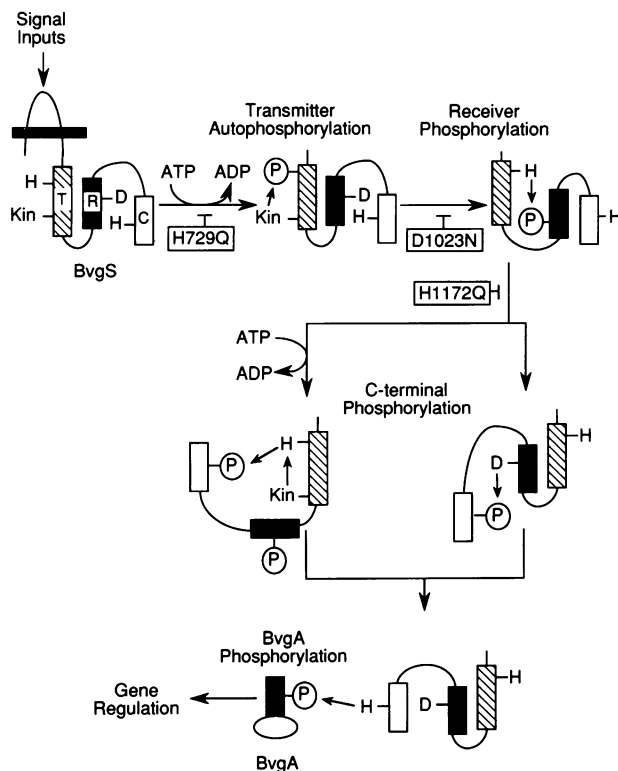 Signal
Inputs
Transmitter
Autophosphorylation
Receiver
Phosphorylation
H
T
Kin
R
D
H
C
BvgS
ATP
ADP
H729Q
P
Kin
D
H
D1023N
H
P
H
H1172Q
ATP
ADP
C-terminal
Phosphorylation
P
H
Kin
P
D
P
H
BvgA
Phosphorylation
Gene
Regulation
P
BvgA
H
D
H